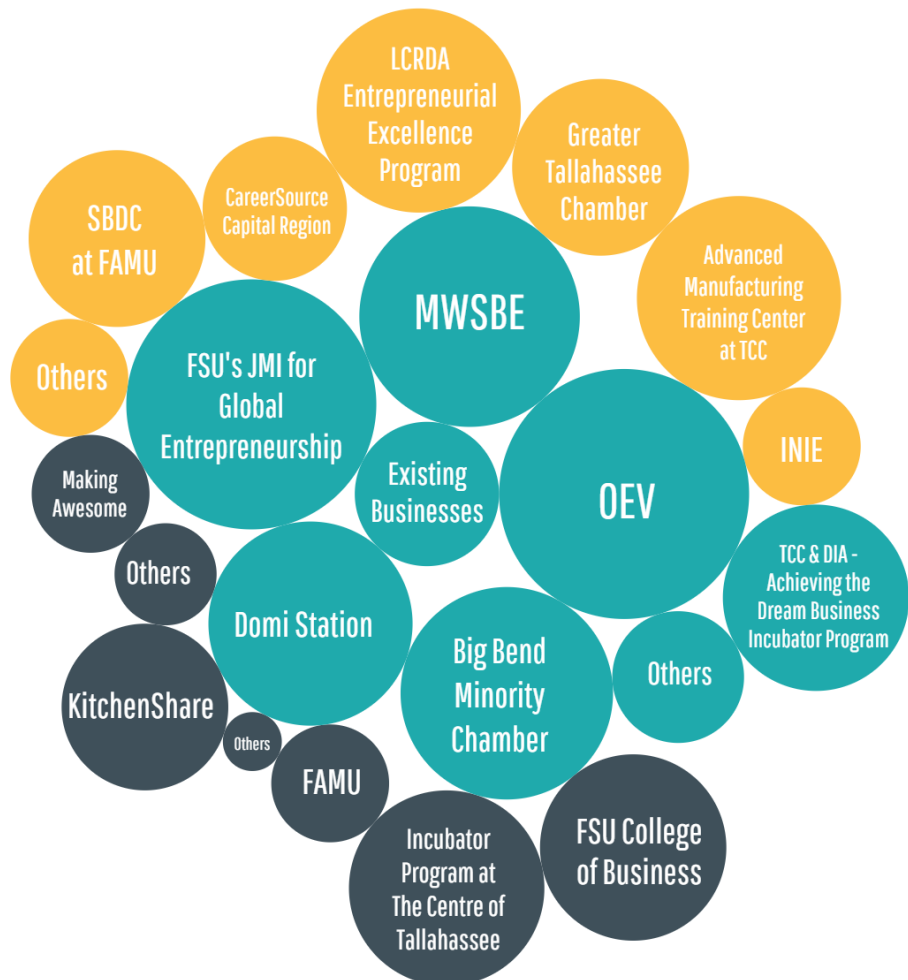 LCRDA
Entrepreneurial
Excellence
Program
Greater
Tallahassee
Chamber
CareerSource
Capital Region
SBDC
at FAMU
Advanced
Manufacturing
Training Center
at TCC
MWSBE
Others
FSU's JMI for
Global
Entrepreneurship
INIE
Existing
Businesses
OEV
Making
Awesome
Others
TCC & DIA -
Achieving the
Dream Business
Incubator Program
Domi Station
Big Bend
Minority
Chamber
Others
KitchenShare
Others
FAMU
Incubator
Program at
The Centre of
Tallahassee
FSU College
of Business